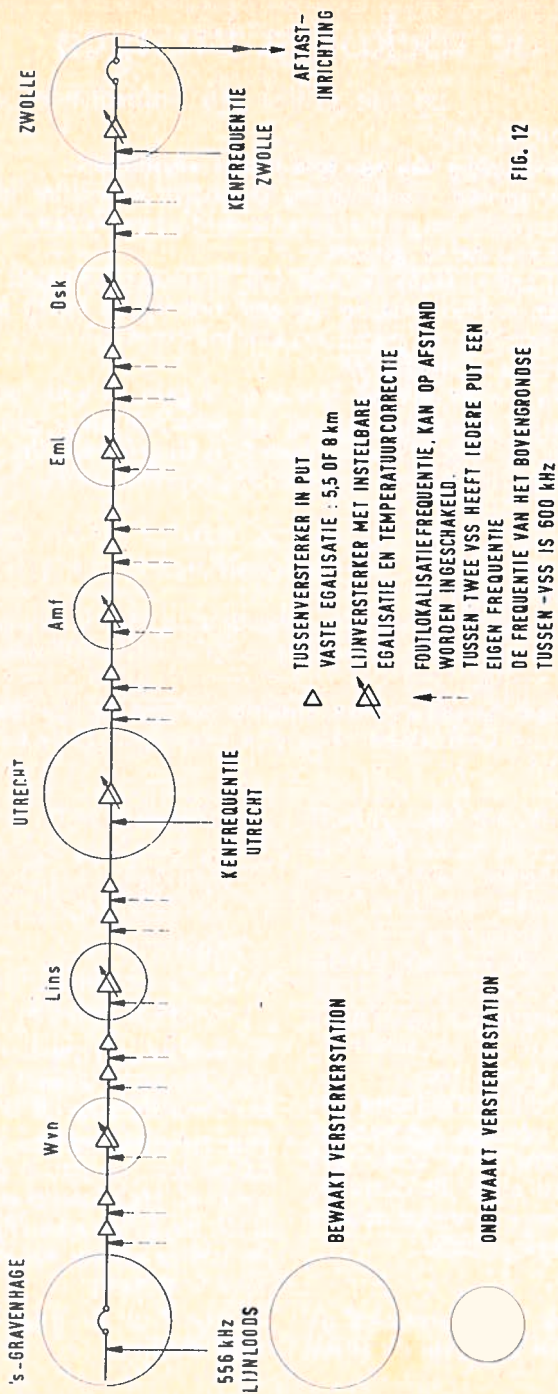 's-GRAVENHAGE
Wvn
Lins
UTRECHT
Amf
Eml
Dsk
ZWOLLE
556 kHz
LIJNLOODS
KENFREQUENTIE
UTRECHT
KENFREQUENTIE
ZWOLLE
AFTAST-
INRICHTING
BEWAAKT VERSTERKERSTATION
ONBEWAAKT VERSTERKERSTATION
TUSSENVERSTERKER IN PUT
VASTE EGALISATIE : 5,5 OF 8 km
LIJNVERSTERKER MET INSTELBARE
EGALISATIE EN TEMPERATUURCORRECTIE
FOUTLOKALISATIEFREQUENTIE, KAN OP AFSTAND
WORDEN INGESCHAKELD.
TUSSEN TWEE VSS HEEFT IEDERE PUT EEN
EIGEN FREQUENTIE
DE FREQUENTIE VAN HET BOVENGRONDSE
TUSSEN-VSS IS 600 kHz
FIG. 12